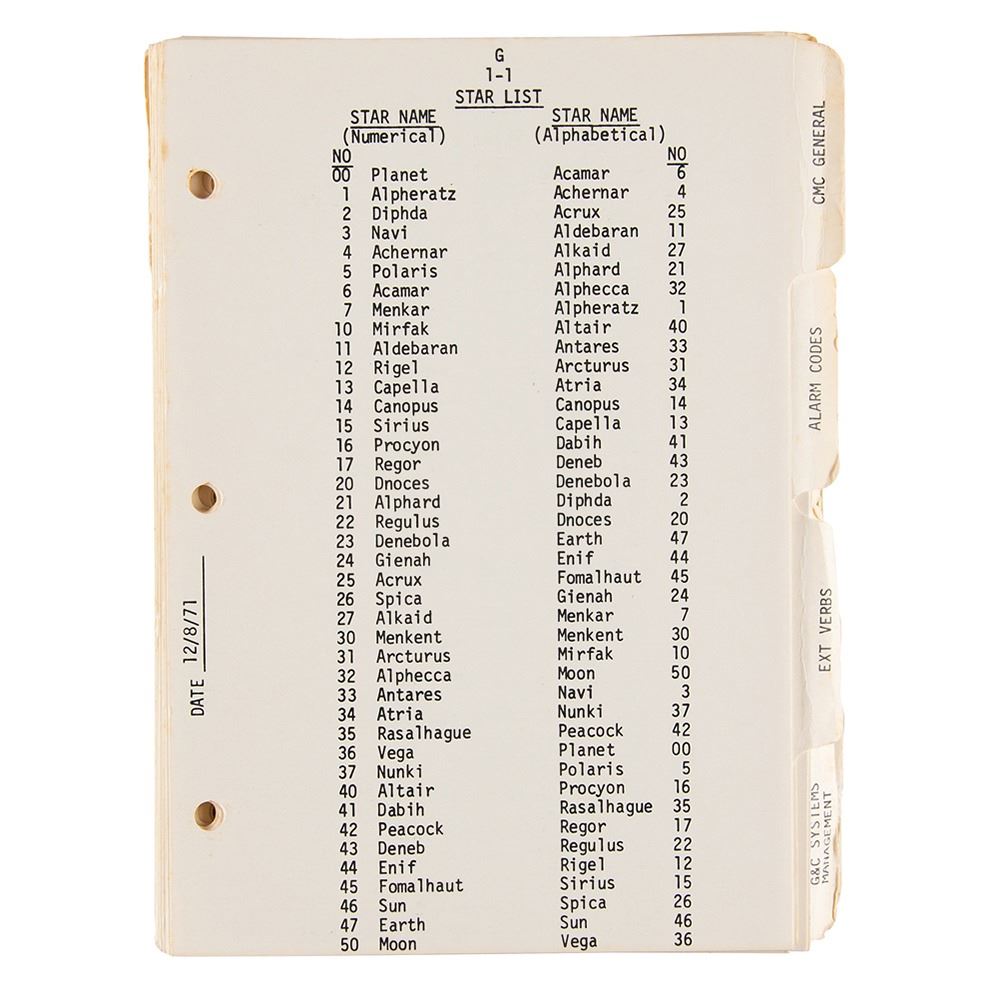 G
1-1
STAR LIST
STAR NAME STAR NAME
(Numerical) (Alphabetical)
NO NO
00 Planet Acamar 6
1 Alpheratz Achernar 4
2 Diphda Acrux 25
3 Navi Aldebaran 11
4 Achernar Alkaid 27
5 Polaris Alphard 21
6 Acamar Alphecca 32
7 Menkar Alpheratz 1
10 Mirfak Altair 40
11 Aldebaran Antares 33
12 Rigel Arcturus 31
13 Capella Atria 34
14 Canopus Canopus 14
15 Sirius Capella 13
16 Procyon Dabih 41
17 Regor Deneb 43
20 Dnoces Denebola 23
21 Alphard Diphda 2
22 Regulus Dnoces 20
23 Denebola Earth 47
24 Gienah Enif 44
25 Acrux Fomalhaut 45
26 Spica Gienah 24
27 Alkaid Menkar 7
30 Menkent Menkent 30
31 Arcturus Mirfak 10
32 Alphecca Moon 50
33 Antares Navi 3
34 Atria Nunki 37
35 Rasalhague Peacock 42
36 Vega Planet 00
37 Nunki Polaris 5
40 Altair Procyon 16
41 Dabih Rasalhague 35
42 Peacock Regor 17
43 Deneb Regulus 22
44 Enif Rigel 12
45 Fomalhaut Sirius 15
46 Sun Spica 26
47 Earth Sun 46
50 Moon Vega 36
DATE 12/8/71
CMC GENERAL
ALARM CODES
EXT VERBS
G&C SYSTEMS
MANAGEMENT